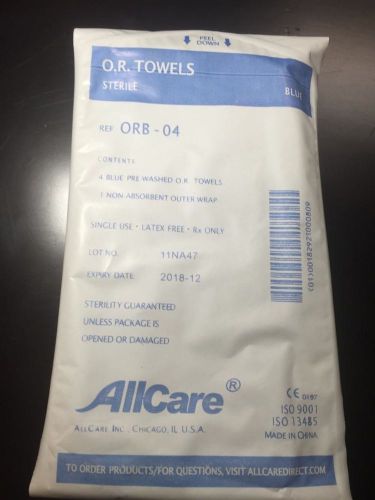 PEEL
DOWN
O.R. TOWELS
STERILE
BLUE
REF ORB - 04
CONTENTS
4 BLUE PRE WASHED O.R. TOWELS
1 NON ABSORBENT OUTER WRAP
SINGLE USE • LATEX FREE • Rx ONLY
LOT NO. 11NA47
EXPIRY DATE: 2018-12
STERILITY GUARANTEED
UNLESS PACKAGE IS
OPENED OR DAMAGED
AllCare®
ALLCARE INC., CHICAGO, IL U.S.A.
CE 0197
ISO 9001
ISO 13485
MADE IN CHINA
TO ORDER PRODUCTS/FOR QUESTIONS, VISIT ALLCAREDIRECT.COM